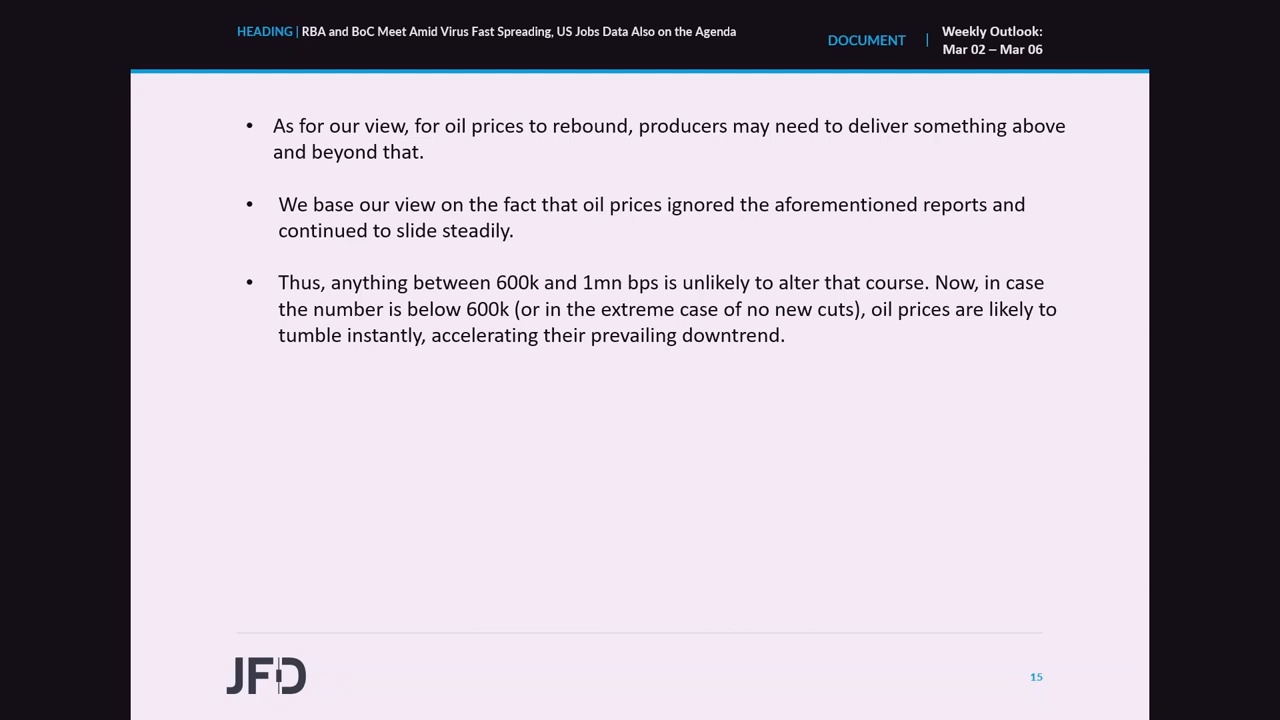 HEADING | RBA and BoC Meet Amid Virus Fast Spreading, US Jobs Data Also on the Agenda
DOCUMENT | Weekly Outlook:
Mar 02 – Mar 06
• As for our view, for oil prices to rebound, producers may need to deliver something above
and beyond that.
• We base our view on the fact that oil prices ignored the aforementioned reports and
continued to slide steadily.
• Thus, anything between 600k and 1mn bps is unlikely to alter that course. Now, in case
the number is below 600k (or in the extreme case of no new cuts), oil prices are likely to
tumble instantly, accelerating their prevailing downtrend.
JFD
15